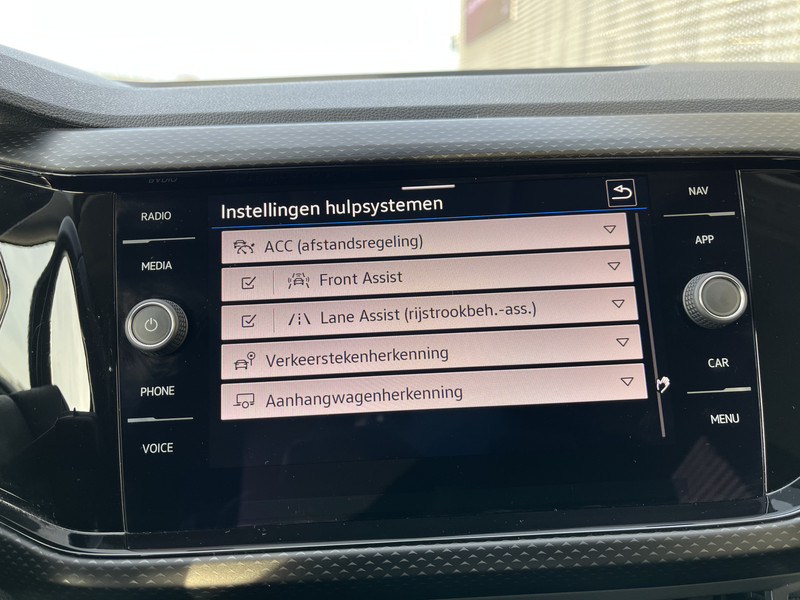 RADIO
MEDIA
PHONE
VOICE
Instellingen hulpsystemen
ACC (afstandsregeling)
Front Assist
Lane Assist (rijstrookbeh.-ass.)
Verkeerstekenherkenning
Aanhangwagenherkenning
NAV
APP
CAR
MENU